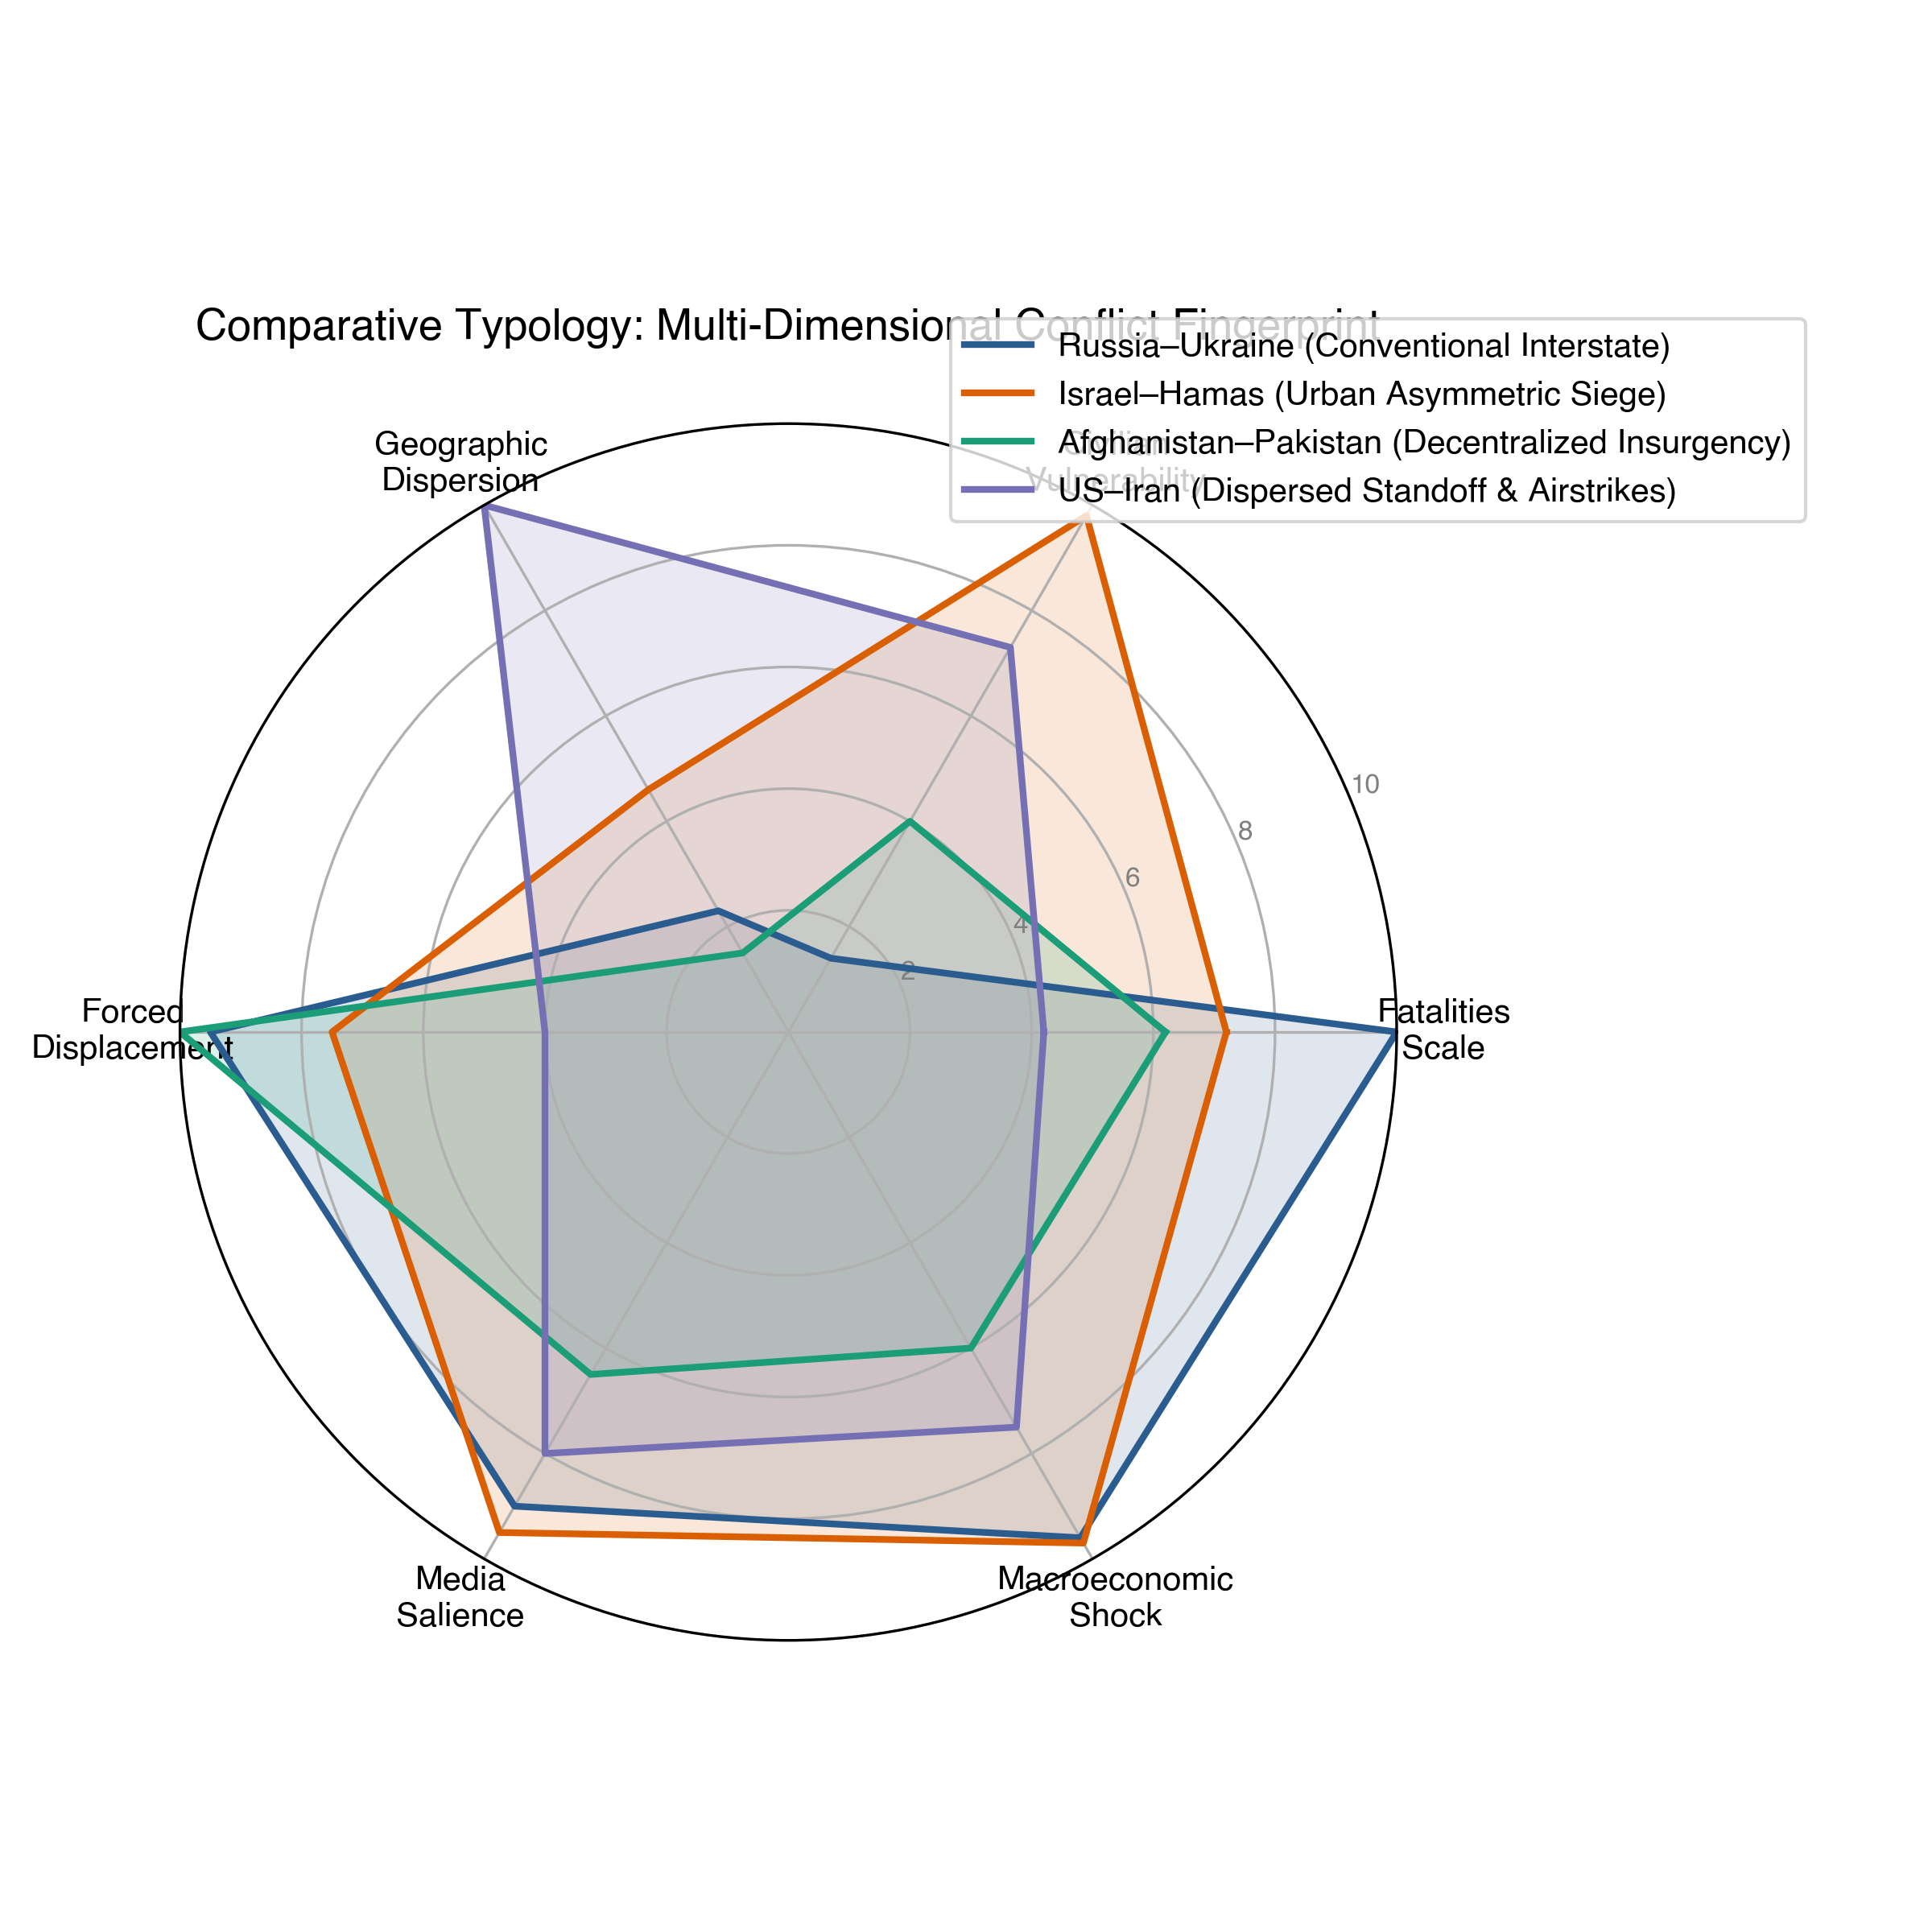 Comparative Typology: Multi-Dimensional Conflict Fingerprint
Russia–Ukraine (Conventional Interstate)
Israel–Hamas (Urban Asymmetric Siege)
Afghanistan–Pakistan (Decentralized Insurgency)
US–Iran (Dispersed Standoff & Airstrikes)
Geographic
Dispersion
Civilian
Vulnerability
10
8
6
4
2
Forced
Displacement
Fatalities
Scale
Media
Salience
Macroeconomic
Shock